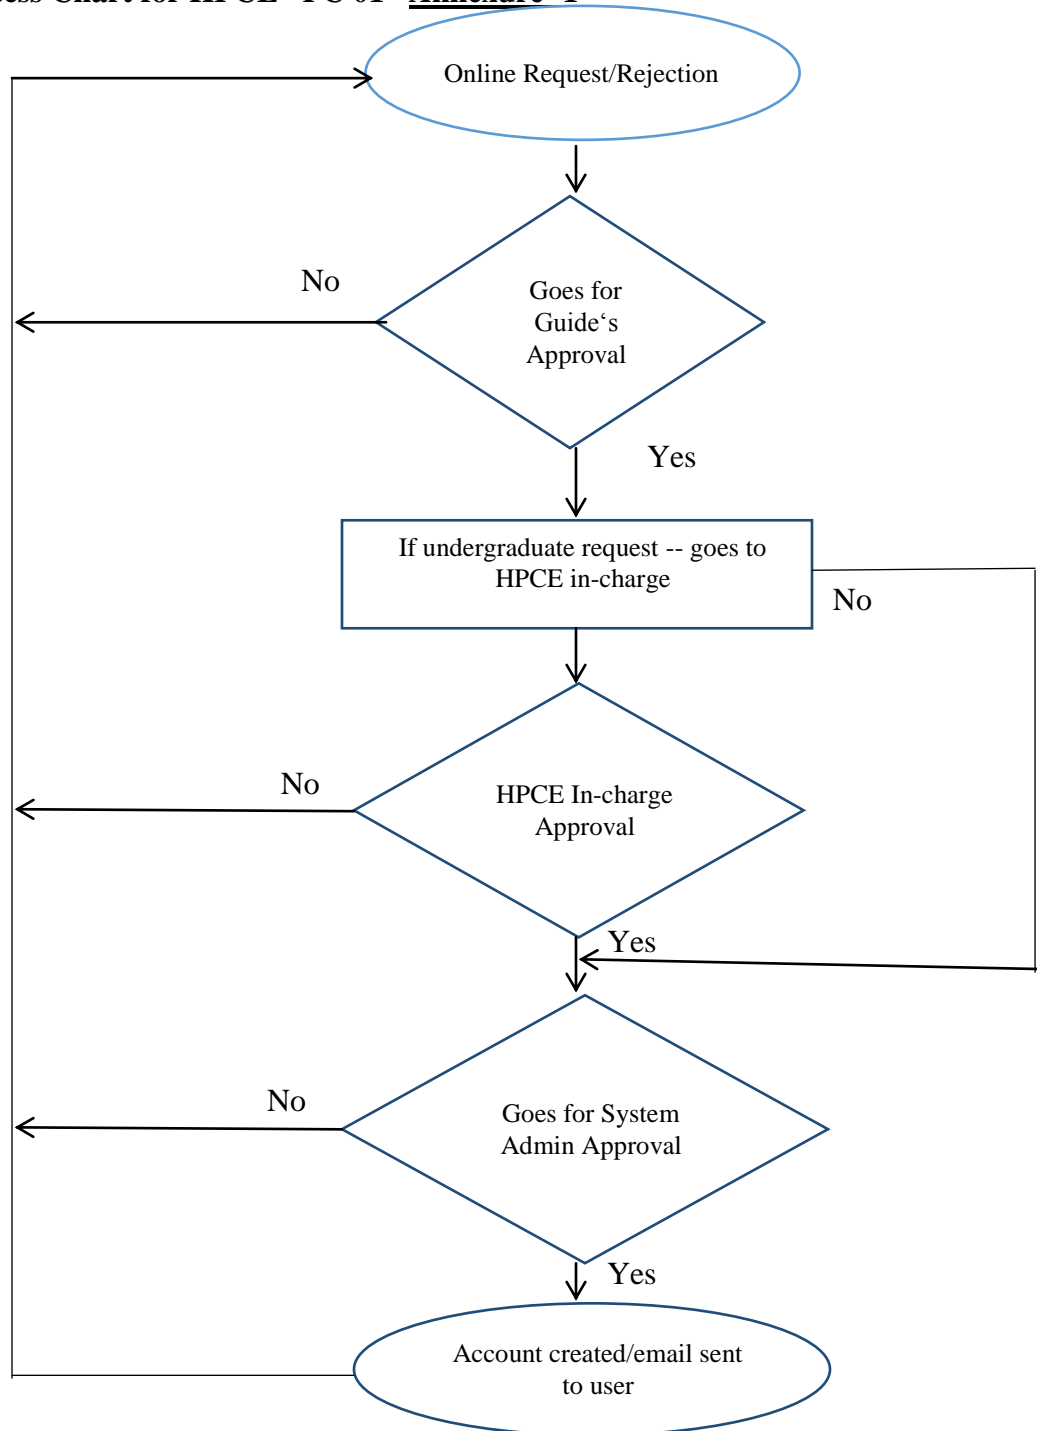 Online Request/Rejection
No
Goes for
Guide‘s
Approval
Yes
If undergraduate request -- goes to
HPCE in-charge
No
No
HPCE In-charge
Approval
Yes
No
Goes for System
Admin Approval
Yes
Account created/email sent
to user